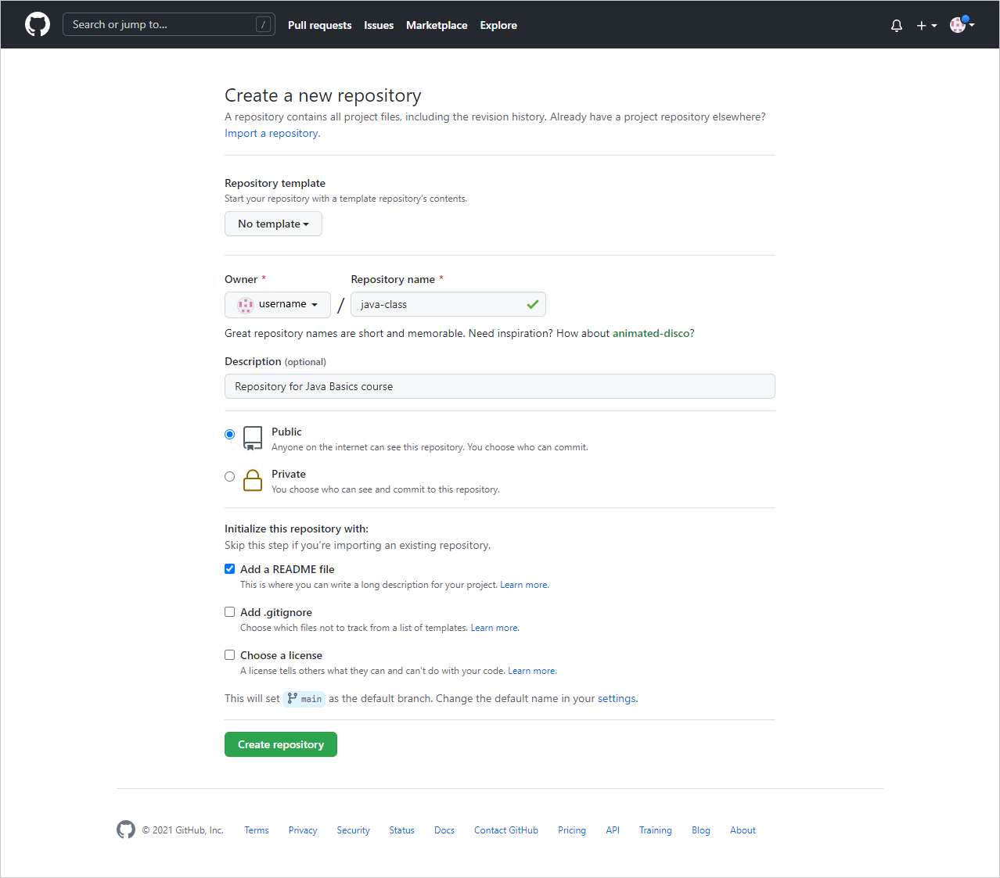 Search or jump to... / Pull requests Issues Marketplace Explore
Create a new repository
A repository contains all project files, including the revision history. Already have a project repository elsewhere?
Import a repository.
Repository template
Start your repository with a template repository's contents.
No template
Owner * Repository name *
username / java-class
Great repository names are short and memorable. Need inspiration? How about animated-disco?
Description (optional)
Repository for Java Basics course
Public
Anyone on the internet can see this repository. You choose who can commit.
Private
You choose who can see and commit to this repository.
Initialize this repository with:
Skip this step if you’re importing an existing repository.
Add a README file
This is where you can write a long description for your project. Learn more.
Add .gitignore
Choose which files not to track from a list of templates. Learn more.
Choose a license
A license tells others what they can and can't do with your code. Learn more.
This will set main as the default branch. Change the default name in your settings.
Create repository
© 2021 GitHub, Inc. Terms Privacy Security Status Docs Contact GitHub Pricing API Training Blog About